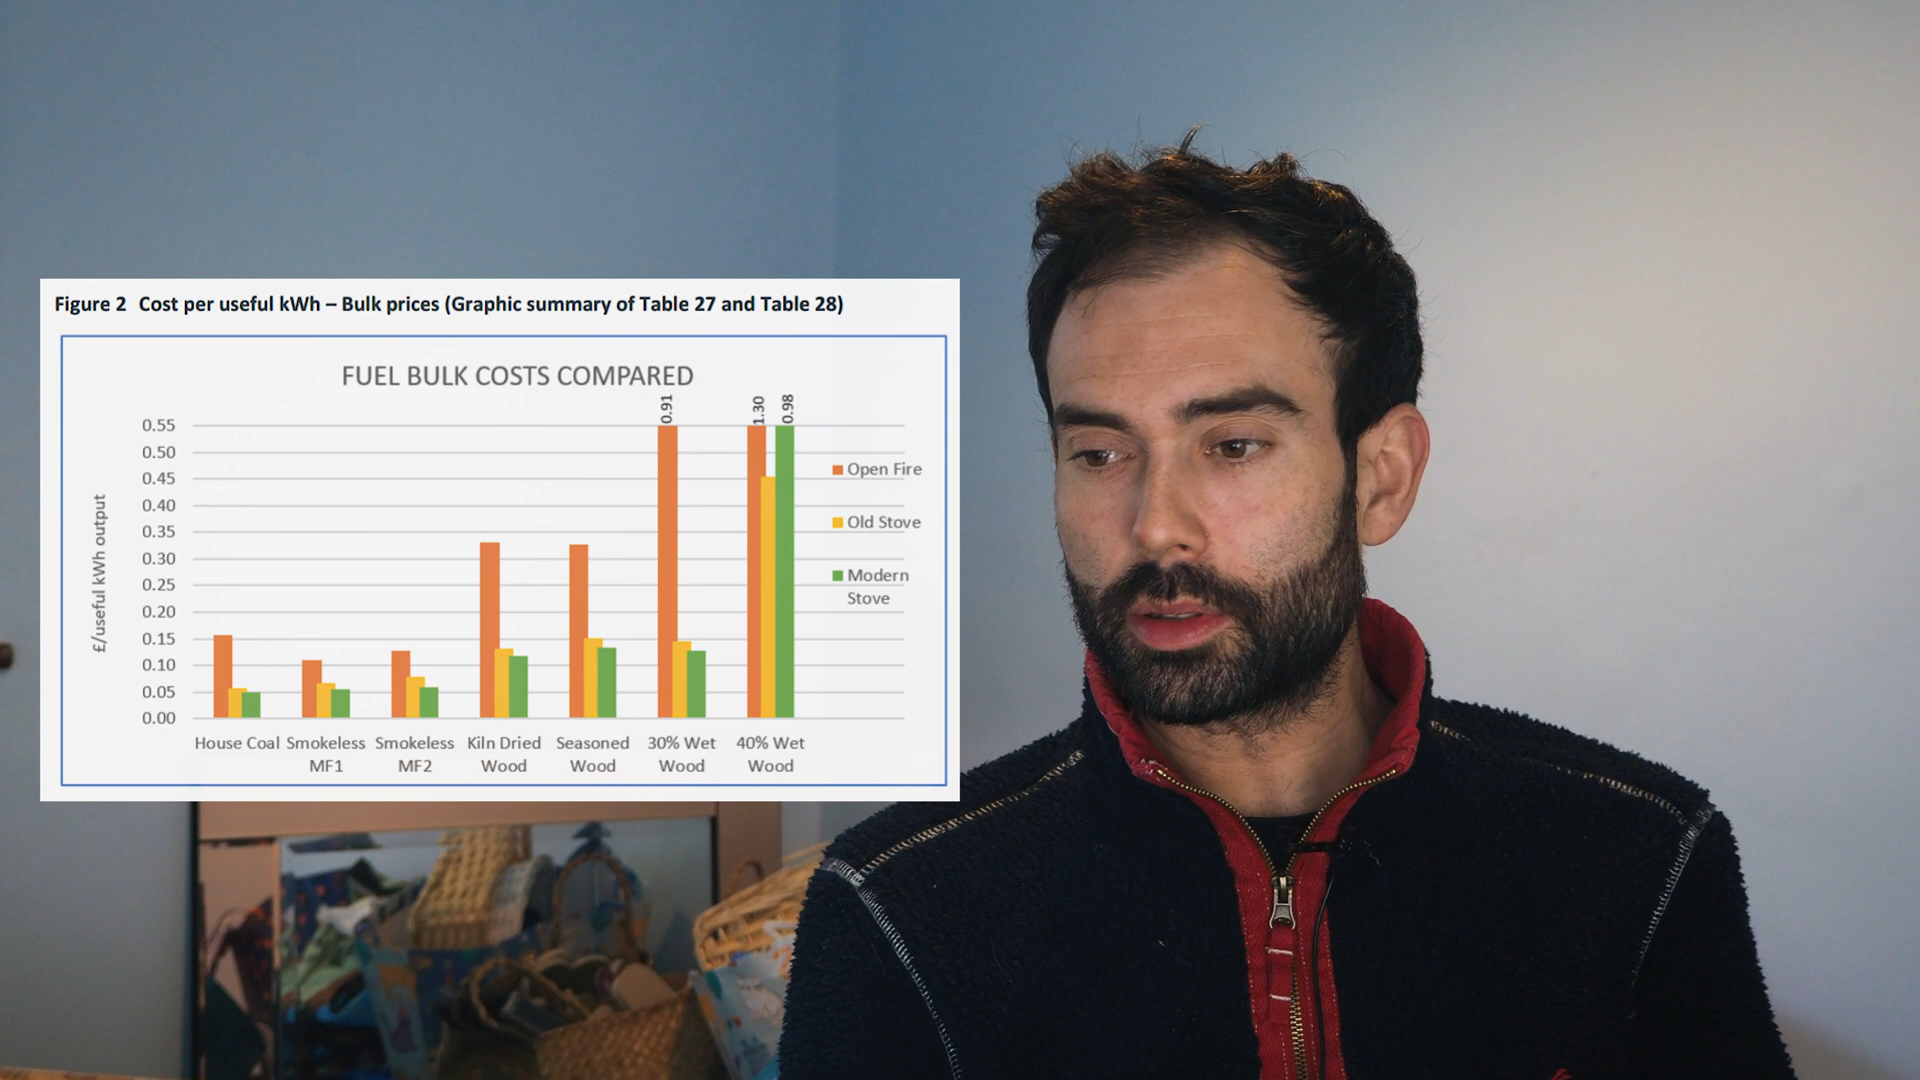 Figure 2 Cost per useful kWh – Bulk prices (Graphic summary of Table 27 and Table 28)
FUEL BULK COSTS COMPARED
0.91
1.30
0.98
0.55
0.50
0.45
0.40
0.35
0.30
0.25
0.20
0.15
0.10
0.05
0.00
£/useful kWh output
Open Fire
Old Stove
Modern
Stove
House Coal
Smokeless
MF1
Smokeless
MF2
Kiln Dried
Wood
Seasoned
Wood
30% Wet
Wood
40% Wet
Wood